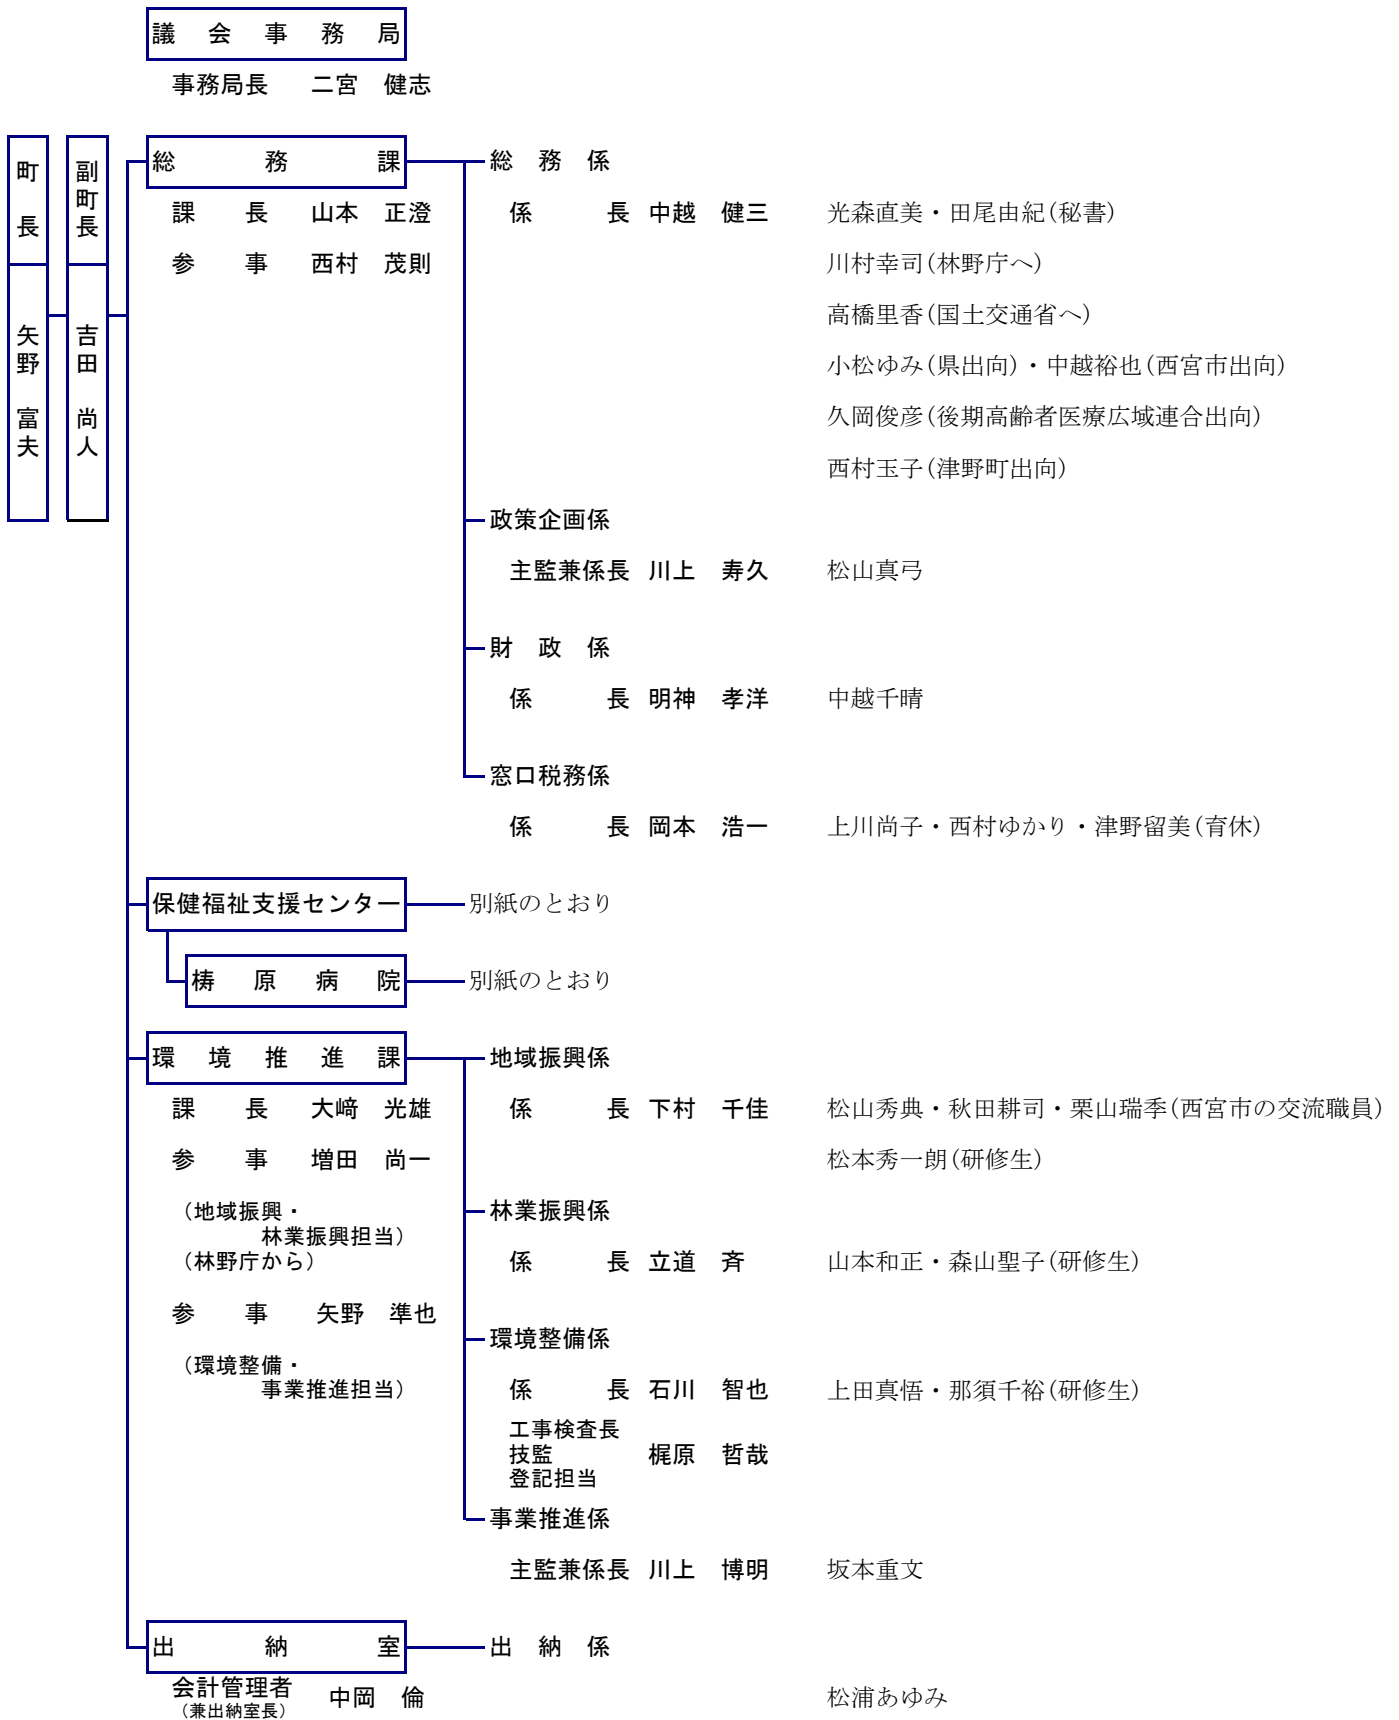 議会事務局
事務局長　二宮　健志
町長　矢野　富夫
副町長　吉田　尚人
総務課
課長　山本　正澄
参事　西村　茂則
総務係
係長　中越　健三　光森直美・田尾由紀(秘書)
川村幸司(林野庁へ)
高橋里香(国土交通省へ)
小松ゆみ(県出向)・中越裕也(西宮市出向)
久岡俊彦(後期高齢者医療広域連合出向)
西村玉子(津野町出向)
政策企画係
主監兼係長　川上　寿久　松山真弓
財政係
係長　明神　孝洋　中越千晴
窓口税務係
係長　岡本　浩一　上川尚子・西村ゆかり・津野留美(育休)
保健福祉支援センター　別紙のとおり
梼原病院　別紙のとおり
環境推進課
課長　大﨑　光雄
参事　増田　尚一
（地域振興・
林業振興担当）
（林野庁から）
参事　矢野　準也
（環境整備・
事業推進担当）
地域振興係
係長　下村　千佳　松山秀典・秋田耕司・栗山瑞季(西宮市の交流職員)
松本秀一朗(研修生)
林業振興係
係長　立道　斉　山本和正・森山聖子(研修生)
環境整備係
係長　石川　智也　上田真悟・那須千裕(研修生)
工事検査長
技監　梶原　哲哉
登記担当
事業推進係
主監兼係長　川上　博明　坂本重文
出納室
会計管理者　中岡　倫
（兼出納室長）
出納係
松浦あゆみ